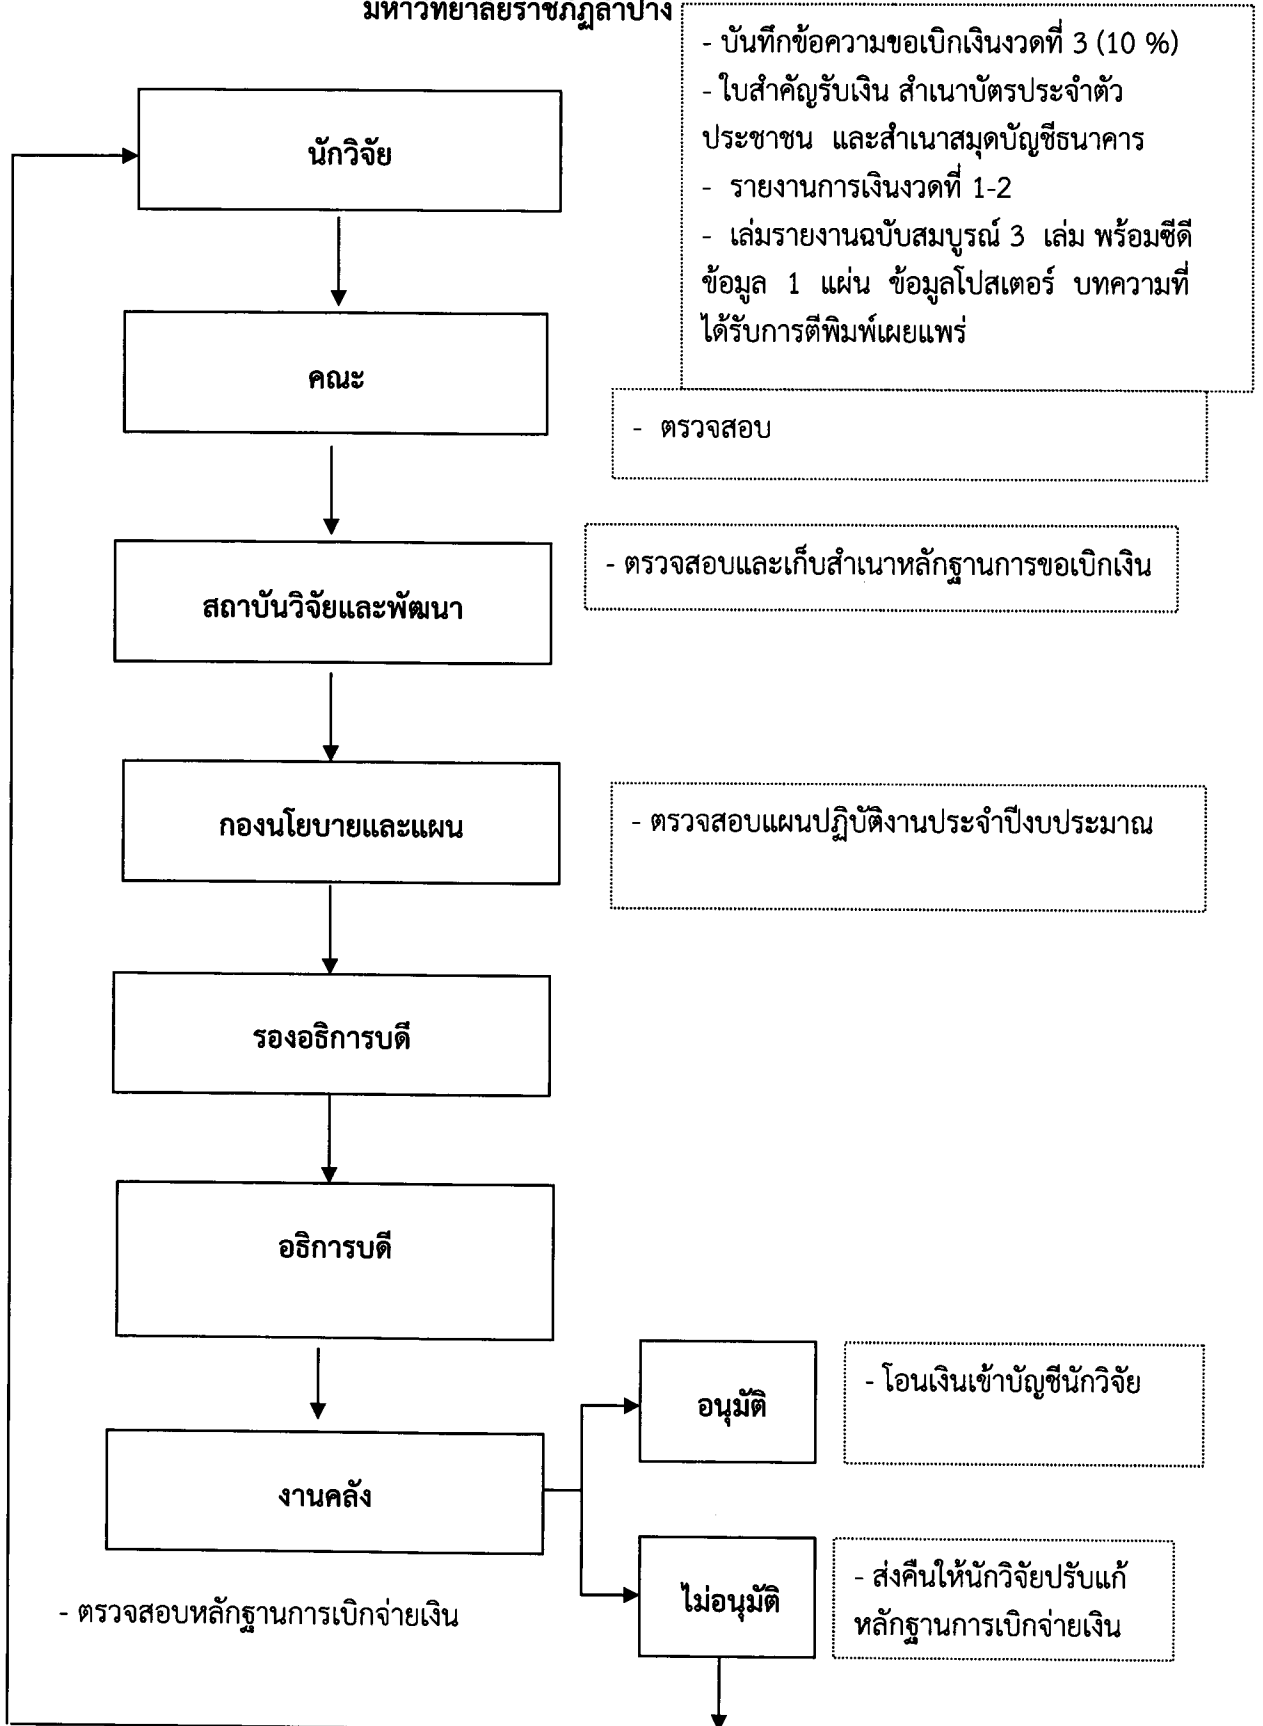 มหาวิทยาลัยราชภัฏลำปาง
- บันทึกข้อความขอเบิกเงินงวดที่ 3 (10 %)
- ใบสำคัญรับเงิน สำเนาบัตรประจำตัว
ประชาชน และสำเนาสมุดบัญชีธนาคาร
- รายงานการเงินงวดที่ 1-2
- เล่มรายงานฉบับสมบูรณ์ 3 เล่ม พร้อมซีดี
ข้อมูล 1 แผ่น ข้อมูลโปสเตอร์ บทความที่
ได้รับการตีพิมพ์เผยแพร่
นักวิจัย
คณะ
- ตรวจสอบ
สถาบันวิจัยและพัฒนา
- ตรวจสอบและเก็บสำเนาหลักฐานการขอเบิกเงิน
กองนโยบายและแผน
- ตรวจสอบแผนปฏิบัติงานประจำปีงบประมาณ
รองอธิการบดี
อธิการบดี
งานคลัง
- ตรวจสอบหลักฐานการเบิกจ่ายเงิน
อนุมัติ
- โอนเงินเข้าบัญชีนักวิจัย
ไม่อนุมัติ
- ส่งคืนให้นักวิจัยปรับแก้
หลักฐานการเบิกจ่ายเงิน